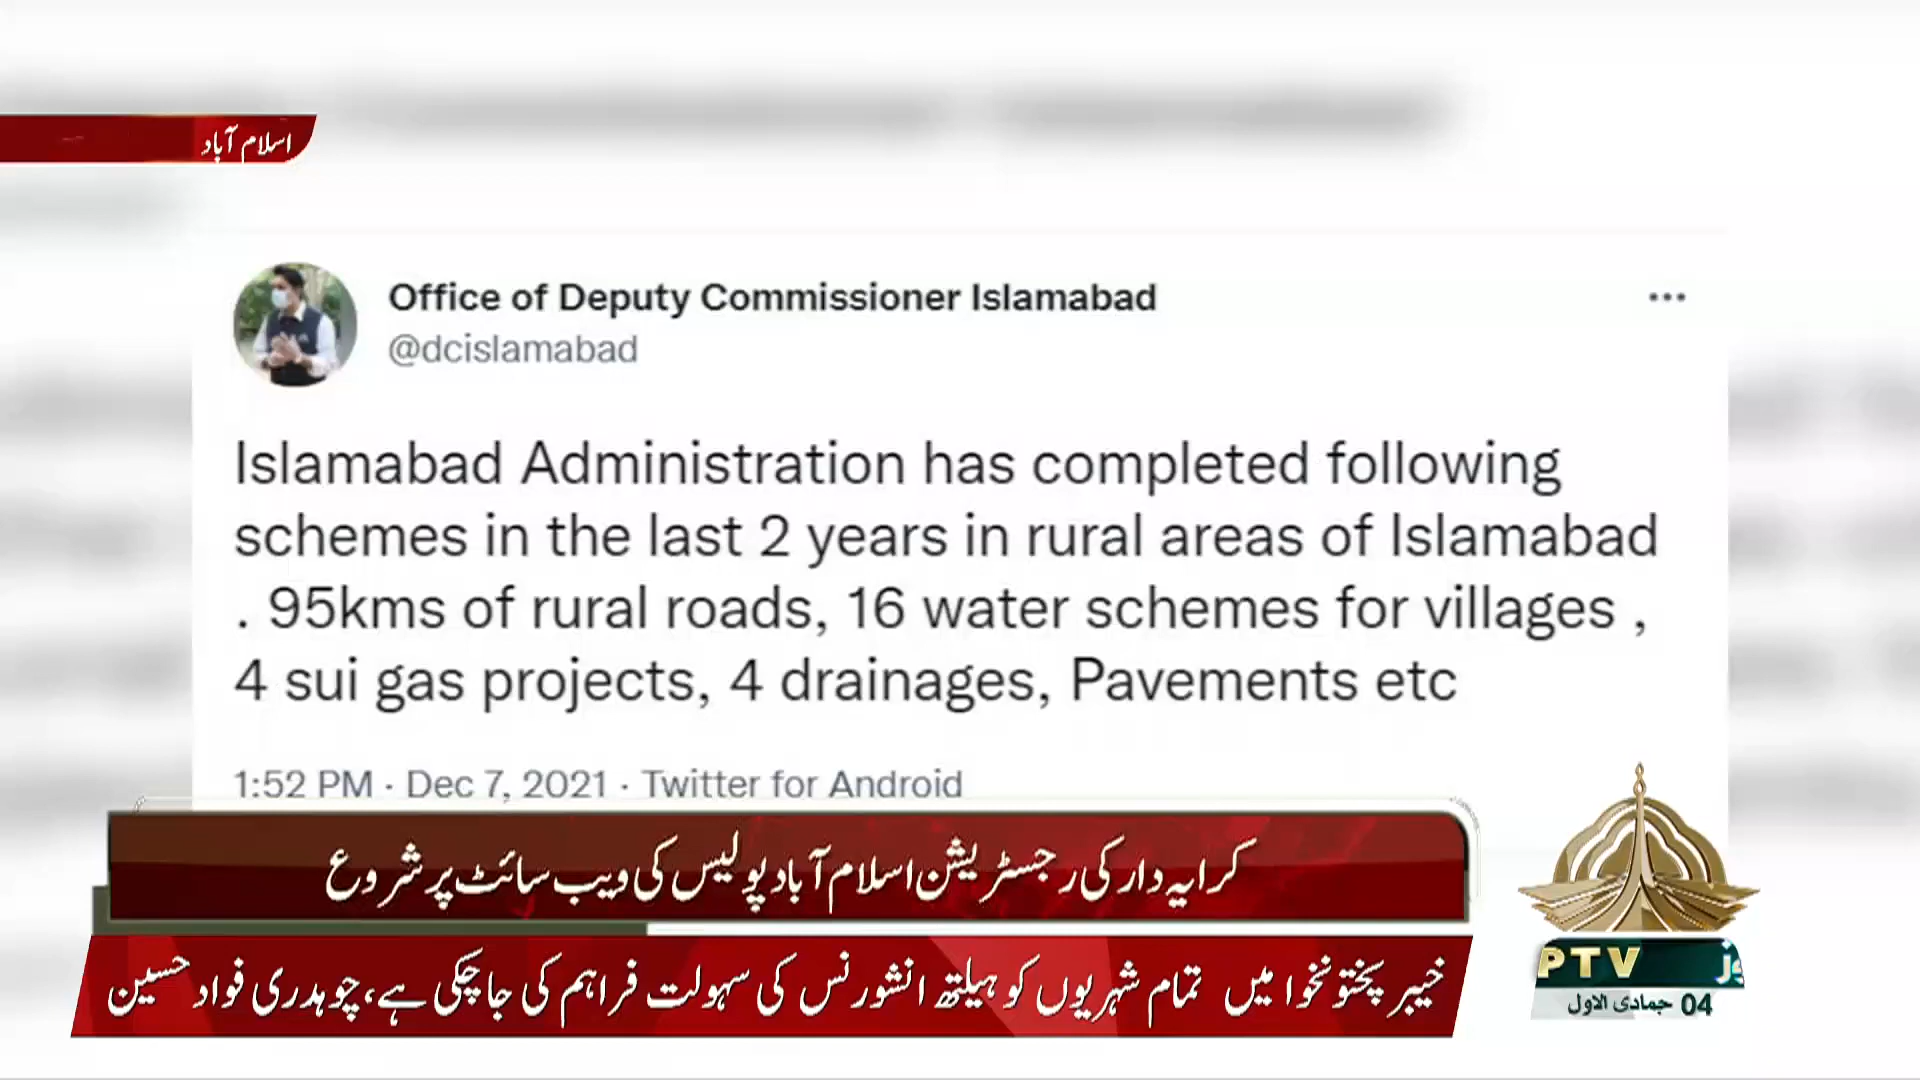 اسلام آباد
Office of Deputy Commissioner Islamabad
@dcislamabad
Islamabad Administration has completed following
schemes in the last 2 years in rural areas of Islamabad
. 95kms of rural roads, 16 water schemes for villages ,
4 sui gas projects, 4 drainages, Pavements etc
1:52 PM · Dec 7, 2021 · Twitter for Android
کرایہ دار کی رجسٹریشن اسلام آباد پولیس کی ویب سائٹ پر شروع
خیبر پختونخوا میں تمام شہریوں کو ہیلتھ انشورنس کی سہولت فراہم کی جا چکی ہے، چوہدری فواد حسین
PTV
04 جمادی الاول